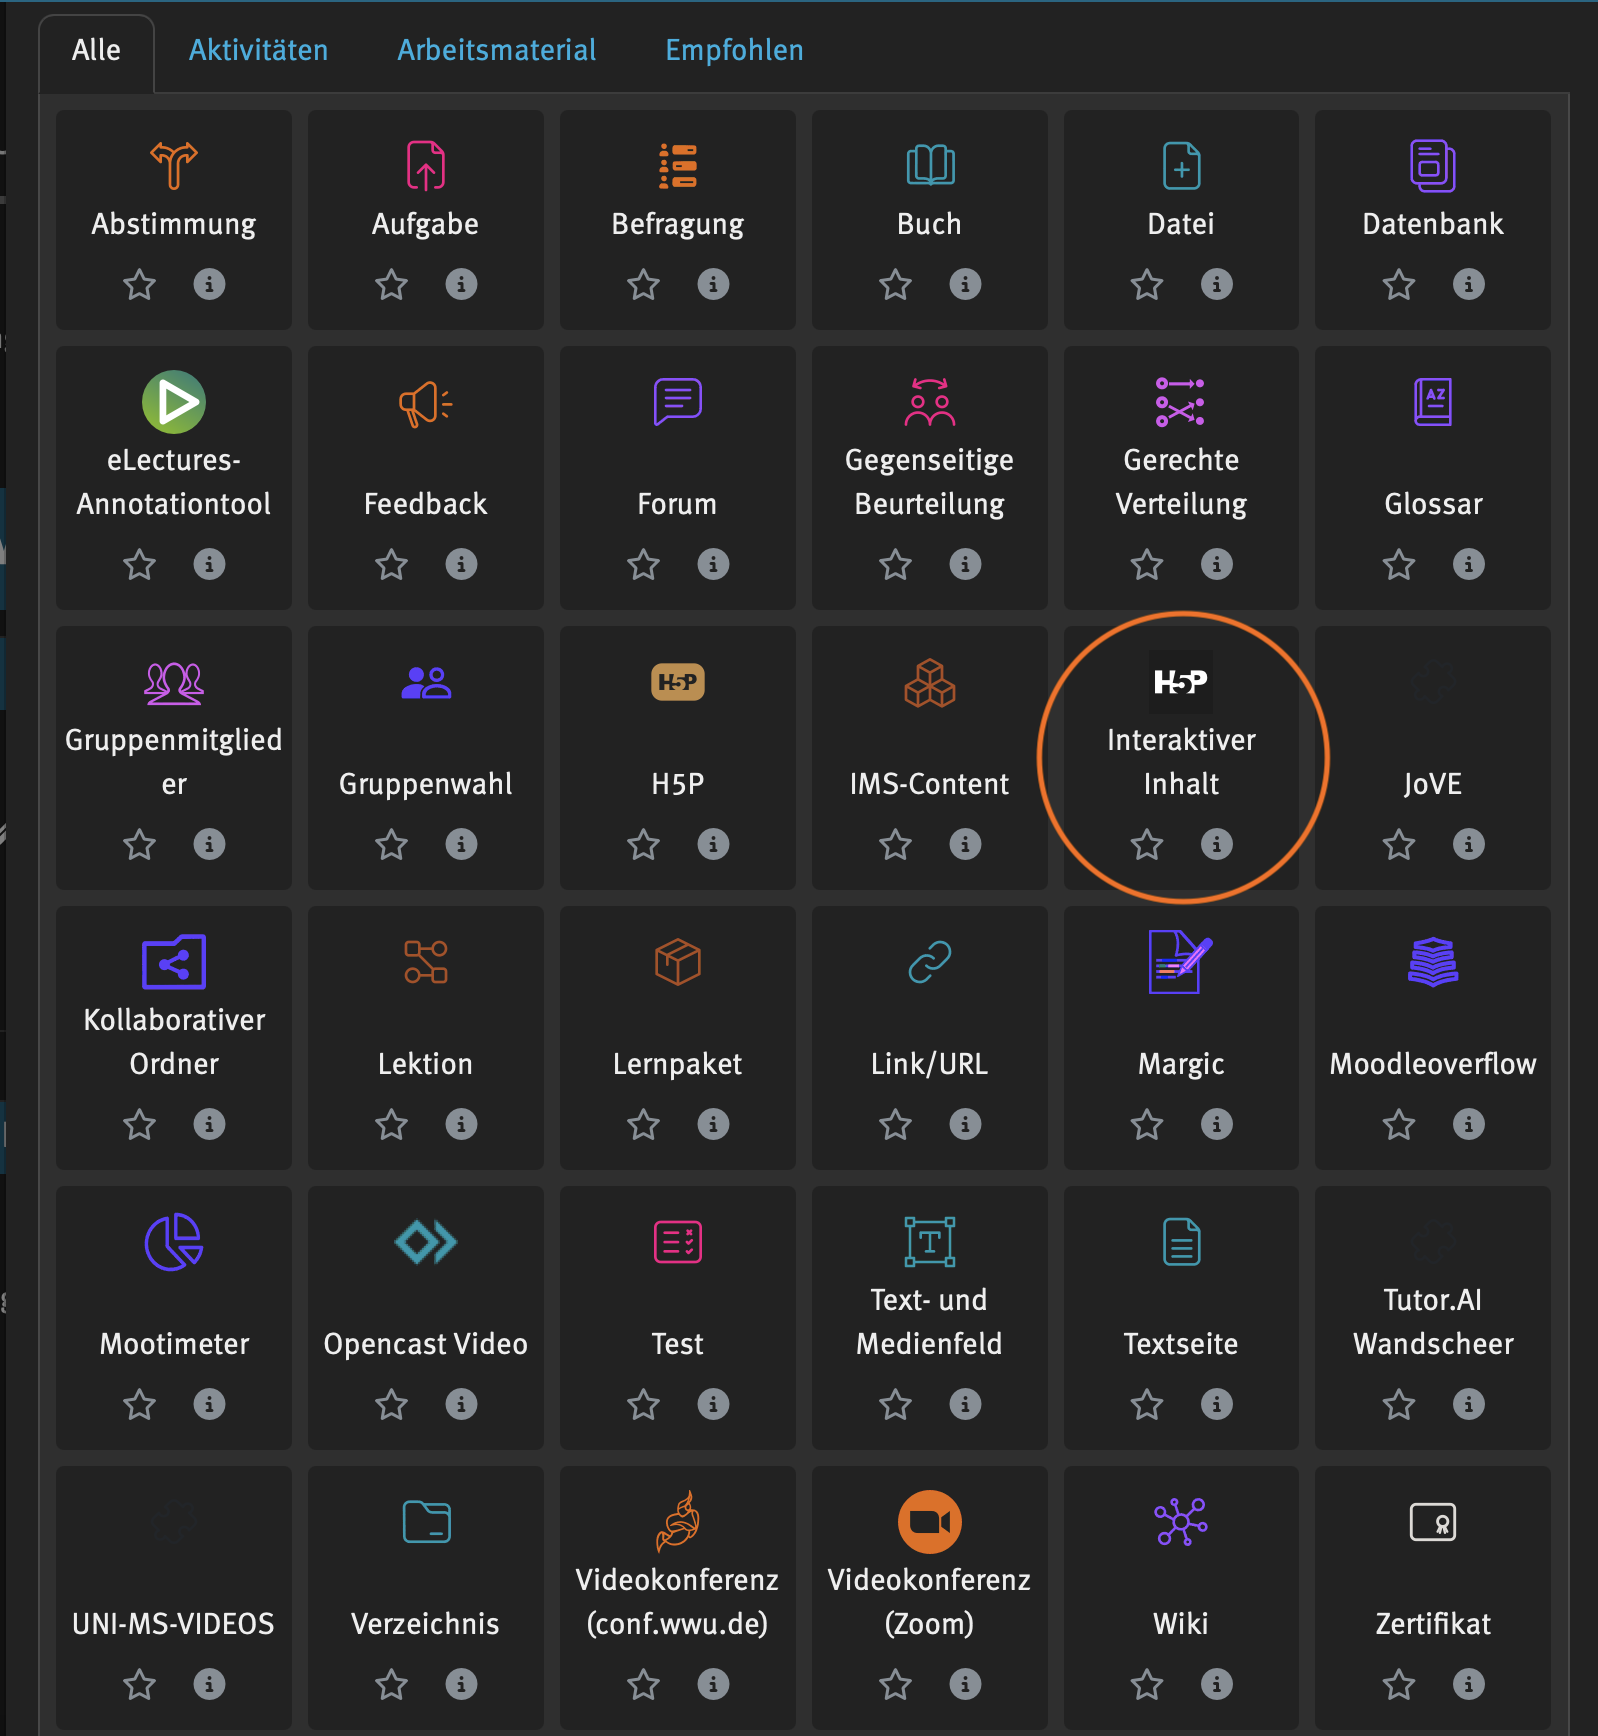 Alle Aktivitäten Arbeitsmaterial Empfohlen
Abstimmung Aufgabe Befragung Buch Datei Datenbank
eLectures-
Annotationtool
Feedback
Forum
Gegenseitige
Beurteilung
Gerechte
Verteilung
AZ
Glossar
Gruppenmitglied
er
Gruppenwahl
H5P
H5P
IMS-Content
H5P
Interaktiver
Inhalt
JoVE
Kollaborativer
Ordner
Lektion
Lernpaket
Link/URL
Margic
Moodleoverflow
Mootimeter
Opencast Video
Test
T
Text- und
Medienfeld
Textseite
Tutor.AI
Wandscheer
UNI-MS-VIDEOS
Verzeichnis
Videokonferenz
(conf.wwu.de)
Videokonferenz
(Zoom)
Wiki
Zertifikat